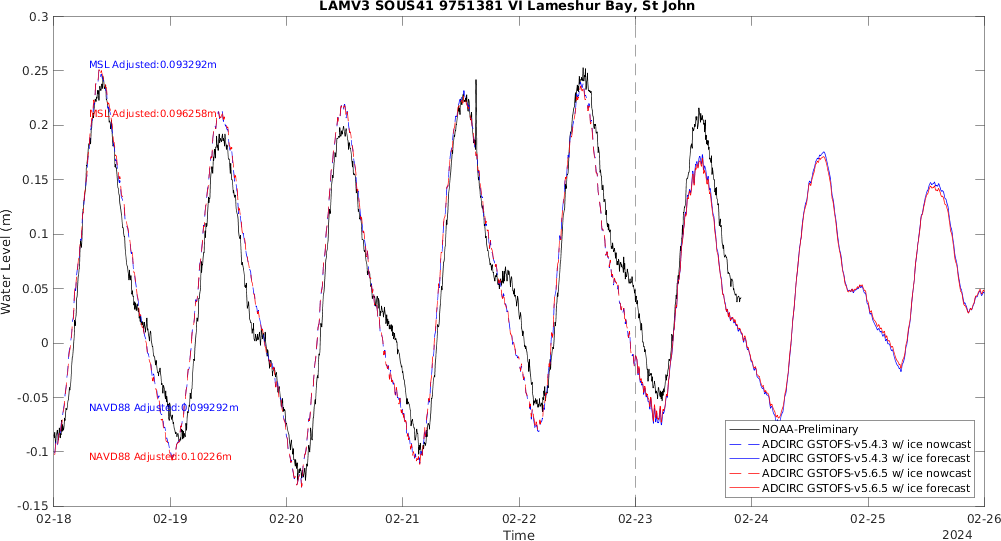 LAMV3 SOUS41 9751381 VI Lameshur Bay, St John
0.3
0.25
0.2
0.15
0.1
0.05
0
-0.05
-0.1
-0.15
Water Level (m)
MSL Adjusted:0.093292m
MSL Adjusted:0.096258m
NAVD88 Adjusted:0.099292m
NAVD88 Adjusted:0.10226m
NOAA-Preliminary
ADCIRC GSTOFS-v5.4.3 w/ ice nowcast
ADCIRC GSTOFS-v5.4.3 w/ ice forecast
ADCIRC GSTOFS-v5.6.5 w/ ice nowcast
ADCIRC GSTOFS-v5.6.5 w/ ice forecast
02-18 02-19 02-20 02-21 02-22 02-23 02-24 02-25 02-26
Time
2024